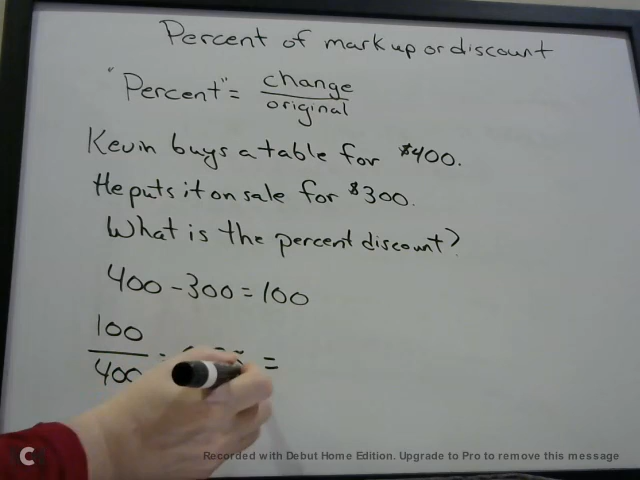 Percent of markup or discount
"Percent" = change
original
Kevin buys a table for $400.
He puts it on sale for $300.
What is the percent discount?
400 - 300 = 100
100
400
=
C
Recorded with Debut Home Edition. Upgrade to Pro to remove this message